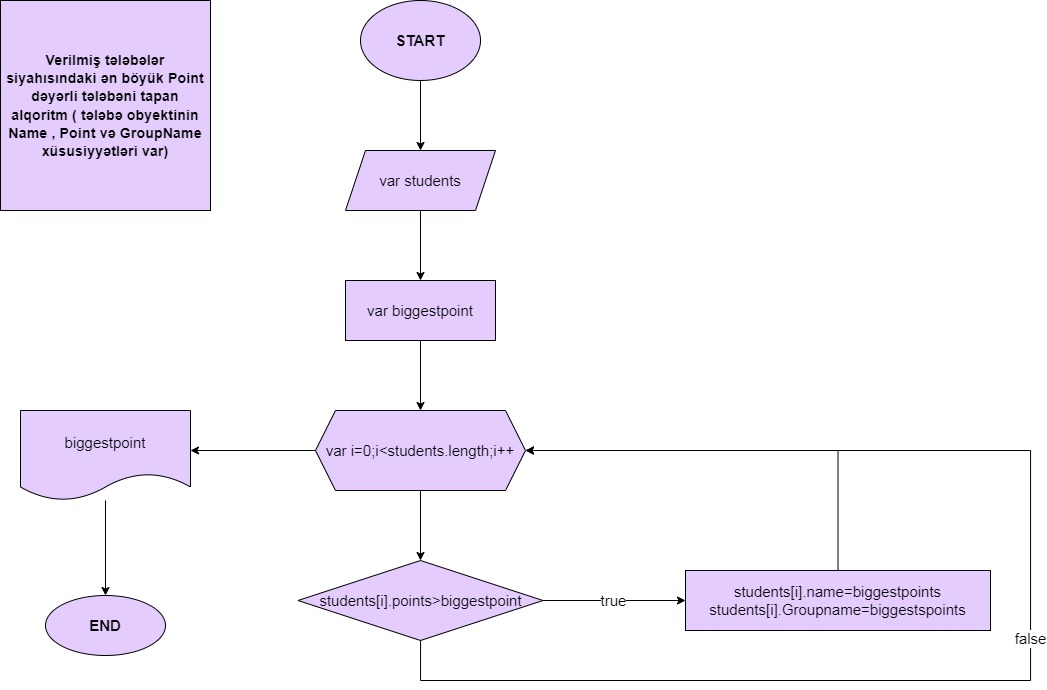 Verilmiş tələbələr
siyahısındaki ən böyük Point
dəyərli tələbəni tapan
alqoritm ( tələbə obyektinin
Name , Point və GroupName
xüsusiyyətləri var)
START
var students
var biggestpoint
var i=0;i<students.length;i++
biggestpoint
END
students[i].points>biggestpoint
true
students[i].name=biggestpoints
students[i].Groupname=biggestspoints
false